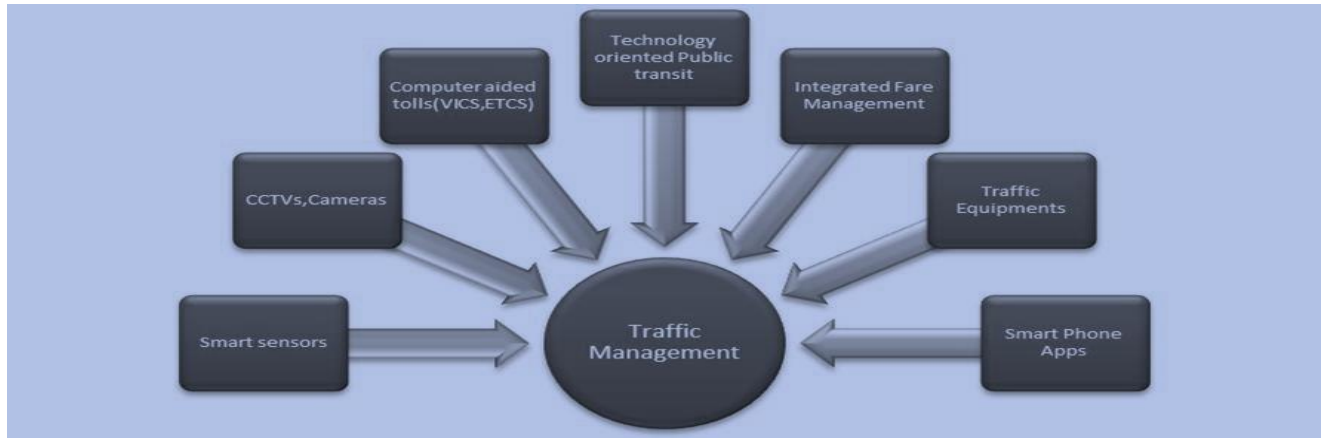 Technology
oriented Public
transit
Computer aided
tolls(VICS,ETCS)
Integrated Fare
Management
CCTVs,Cameras
Traffic
Equipments
Smart sensors
Traffic
Management
Smart Phone
Apps